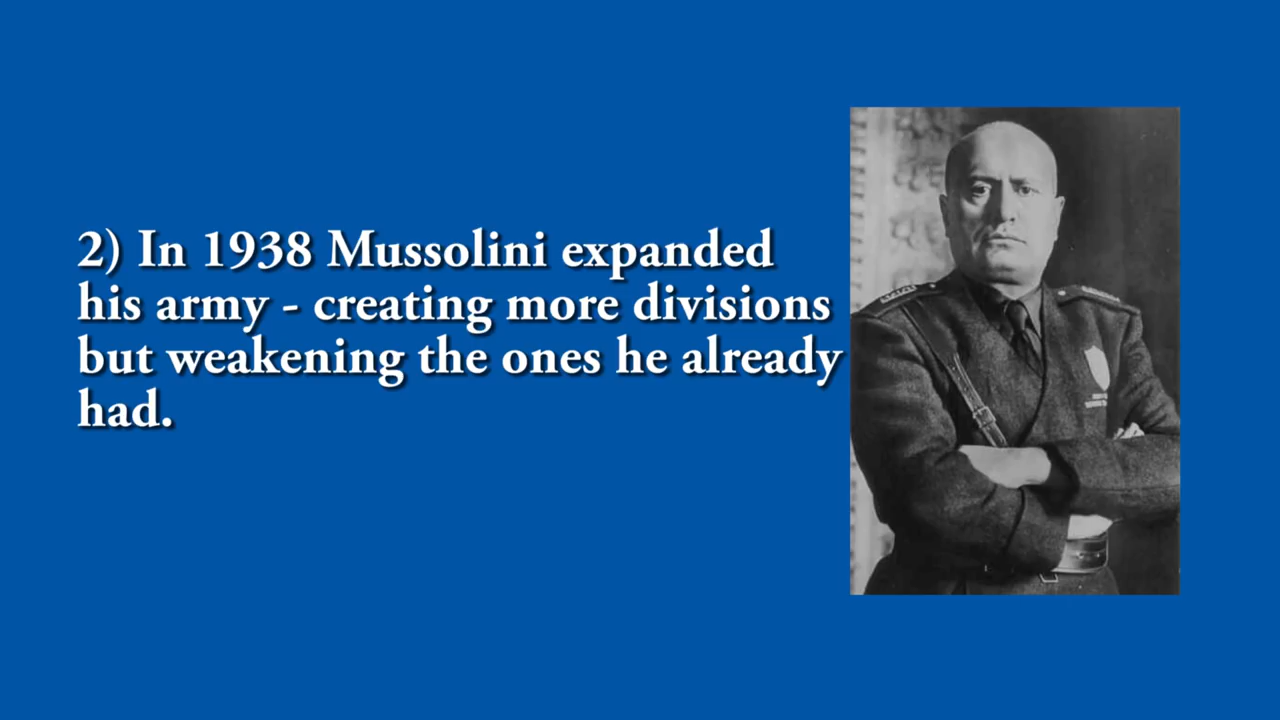 2) In 1938 Mussolini expanded
his army - creating more divisions
but weakening the ones he already
had.